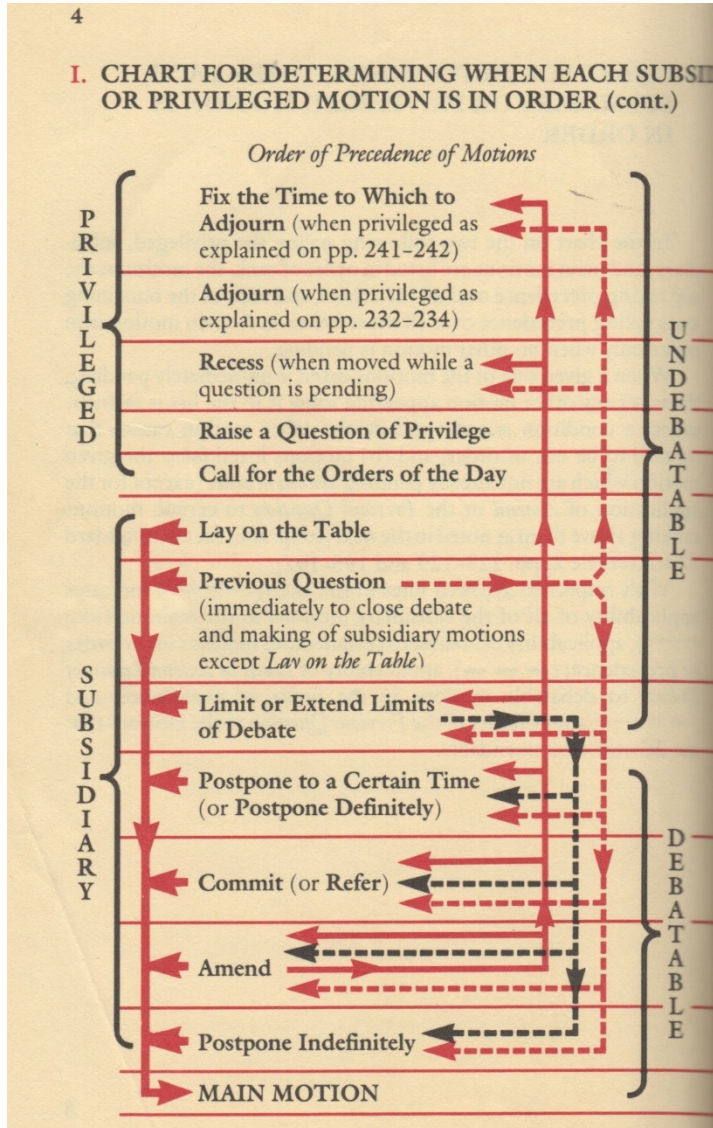 4
I. CHART FOR DETERMINING WHEN EACH
OR PRIVILEGED MOTION IS IN ORDER (cont.)
Order of Precedence of Motions
PRIVILEGED
Fix the Time to Which to
Adjourn (when privileged as
explained on pp. 241–242)
Adjourn (when privileged as
explained on pp. 232–234)
Recess (when moved while a
question is pending)
Raise a Question of Privilege
Call for the Orders of the Day
UNDEBATABLE
SUBSIDIARY
Lay on the Table
Previous Question
(immediately to close debate
and making of subsidiary motions
except Lay on the Table)
Limit or Extend Limits
of Debate
Postpone to a Certain Time
(or Postpone Definitely)
Commit (or Refer)
Amend
Postpone Indefinitely
MAIN MOTION
DEBATABLE